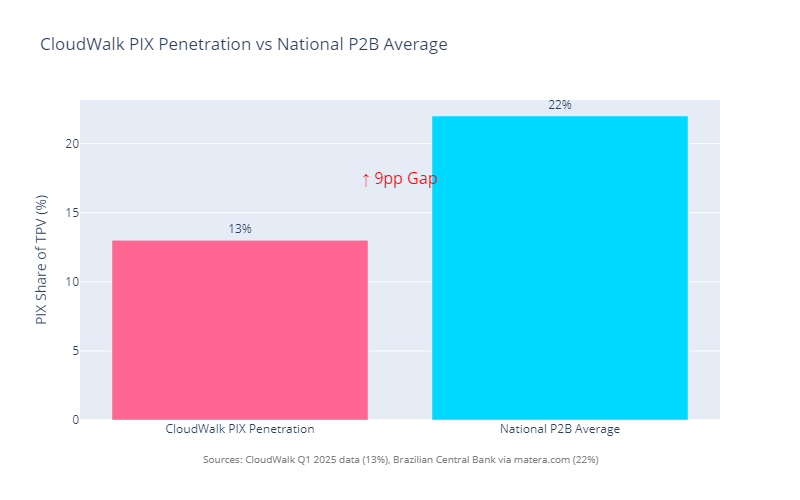 CloudWalk PIX Penetration vs National P2B Average
22%
20
↑ 9pp Gap
15
13%
PIX Share of TPV (%)
10
5
0
CloudWalk PIX Penetration
National P2B Average
Sources: CloudWalk Q1 2025 data (13%), Brazilian Central Bank via matera.com (22%)